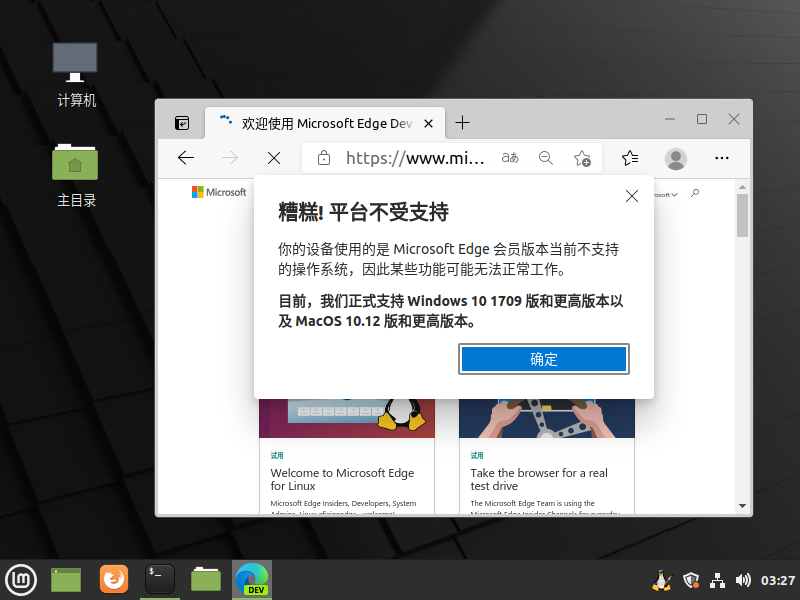 计算机
主目录
欢迎使用 Microsoft Edge Dev
https://www.mi...
aあ
Microsoft
糟糕! 平台不受支持
你的设备使用的是 Microsoft Edge 会员版本当前不支持
的操作系统，因此某些功能可能无法正常工作。
目前，我们正式支持 Windows 10 1709 版和更高版本以
及 MacOS 10.12 版和更高版本。
确定
试用
Welcome to Microsoft Edge
for Linux
Microsoft Edge Insiders, Developers, System
试用
Take the browser for a real
test drive
The Microsoft Edge Team is using the
DEV
03:27